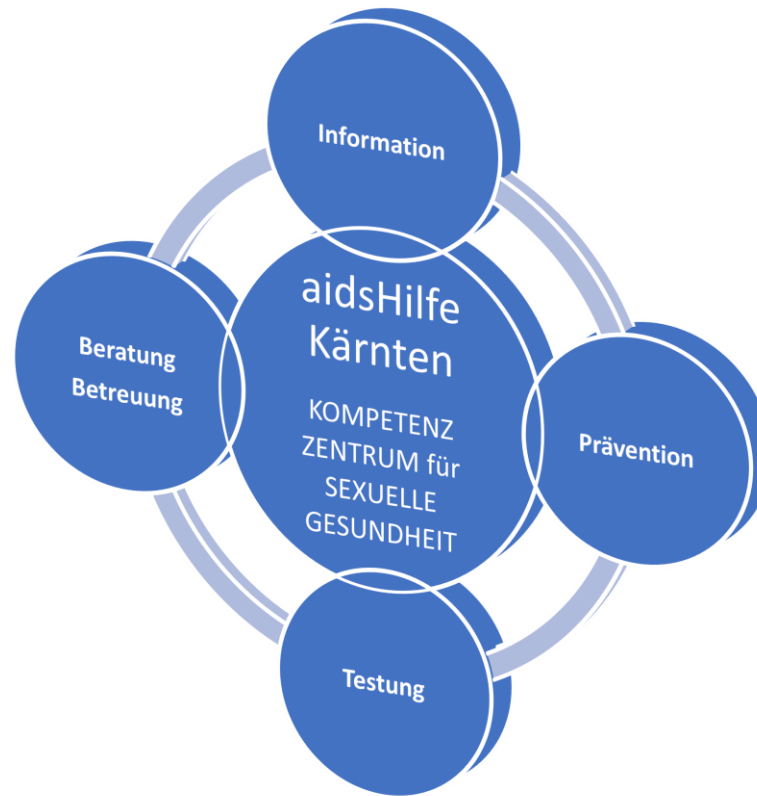 Information
aidsHilfe
Kärnten
KOMPETENZ
ZENTRUM für
SEXUELLE
GESUNDHEIT
Beratung
Betreuung
Prävention
Testung